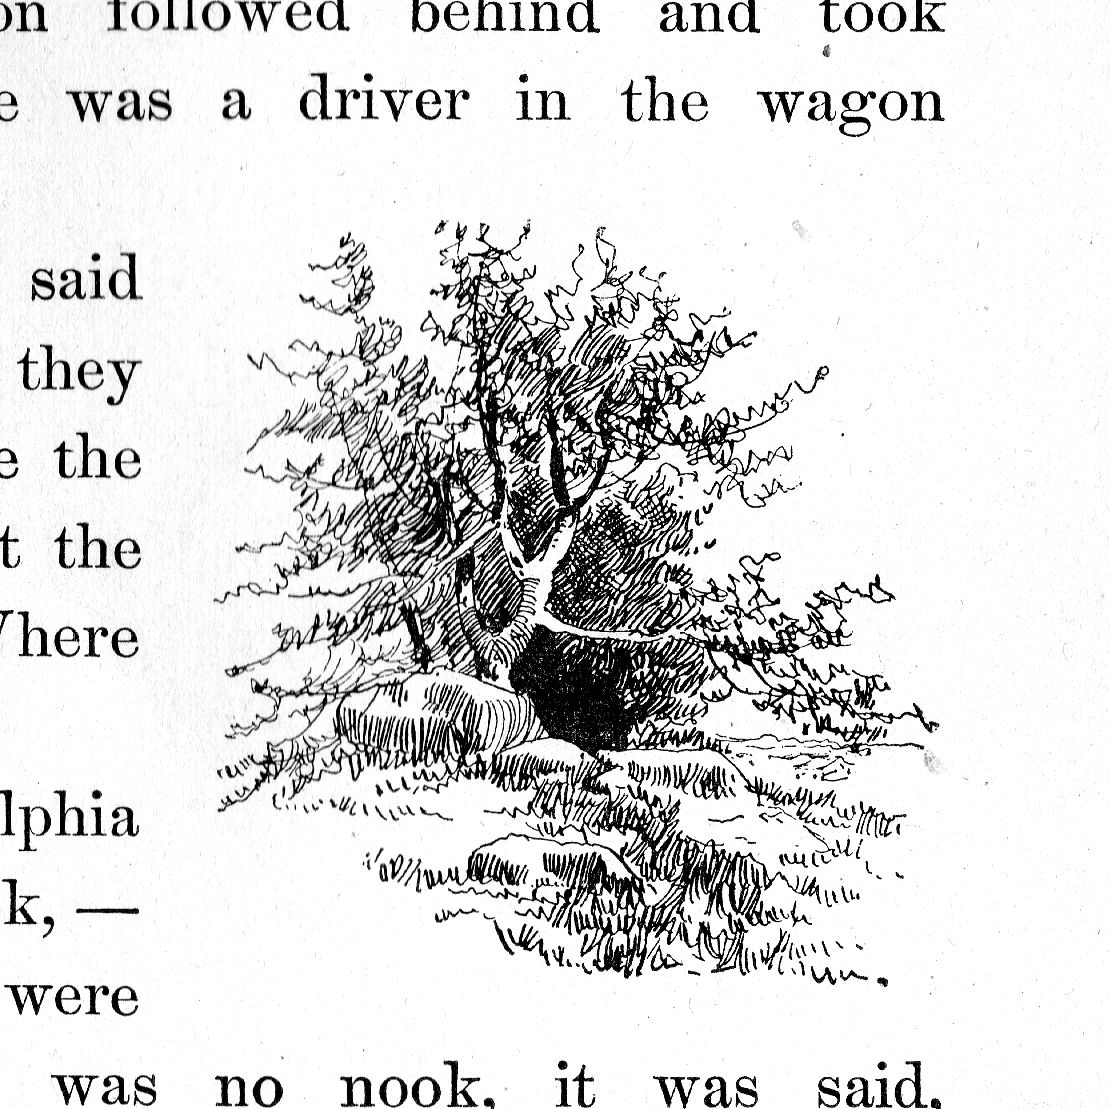 on followed behind and took
e was a driver in the wagon
said
they
e the
t the
Where
lphia
k, —
were
was no nook, it was said,